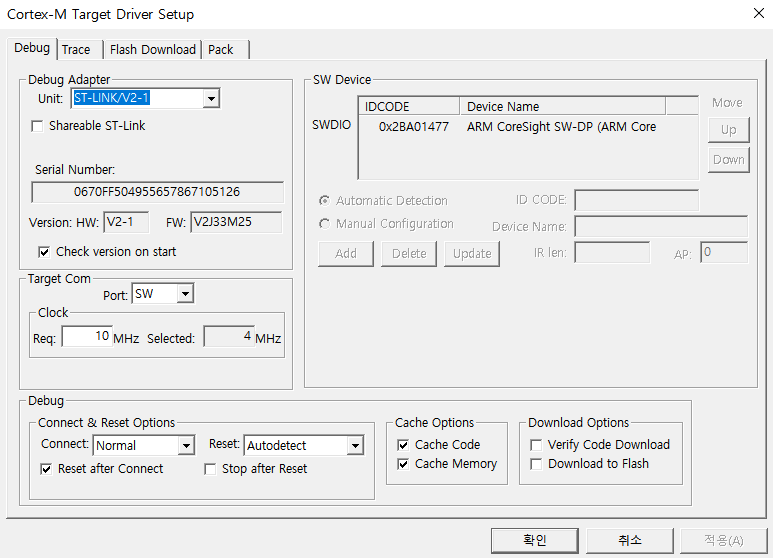 Cortex-M Target Driver Setup
Debug Trace Flash Download Pack
Debug Adapter
Unit: ST-LINK/V2-1
Shareable ST-Link
Serial Number:
0670FF504955657867105126
Version: HW: V2-1 FW: V2J33M25
Check version on start
Target Com
Port: SW
Clock
Req: 10 MHz Selected: 4 MHz
SW Device
IDCODE Device Name Move
SWDIO 0x2BA01477 ARM CoreSight SW-DP (ARM Core Up
Down
Automatic Detection ID CODE:
Manual Configuration Device Name:
Add Delete Update IR len: AP: 0
Debug
Connect & Reset Options
Connect: Normal Reset: Autodetect
Reset after Connect Stop after Reset
Cache Options
Cache Code
Cache Memory
Download Options
Verify Code Download
Download to Flash
확인 취소 적용(A)